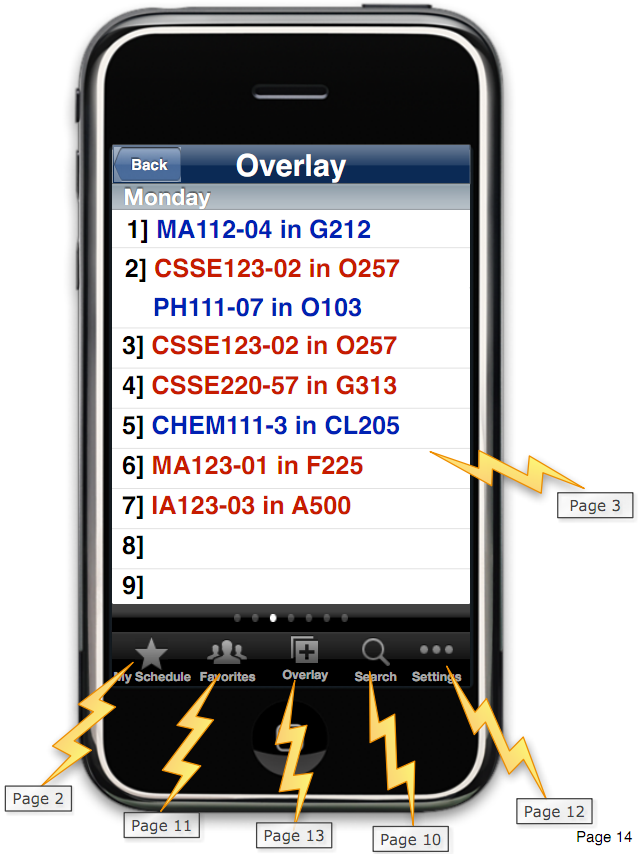 Back
Overlay
Monday
1] MA112-04 in G212
2] CSSE123-02 in O257
PH111-07 in O103
3] CSSE123-02 in O257
4] CSSE220-57 in G313
5] CHEM111-3 in CL205
6] MA123-01 in F225
7] IA123-03 in A500
8]
9]
Page 3
My Schedule
Favorites
Overlay
Search
Settings
Page 2
Page 11
Page 13
Page 10
Page 12
Page 14